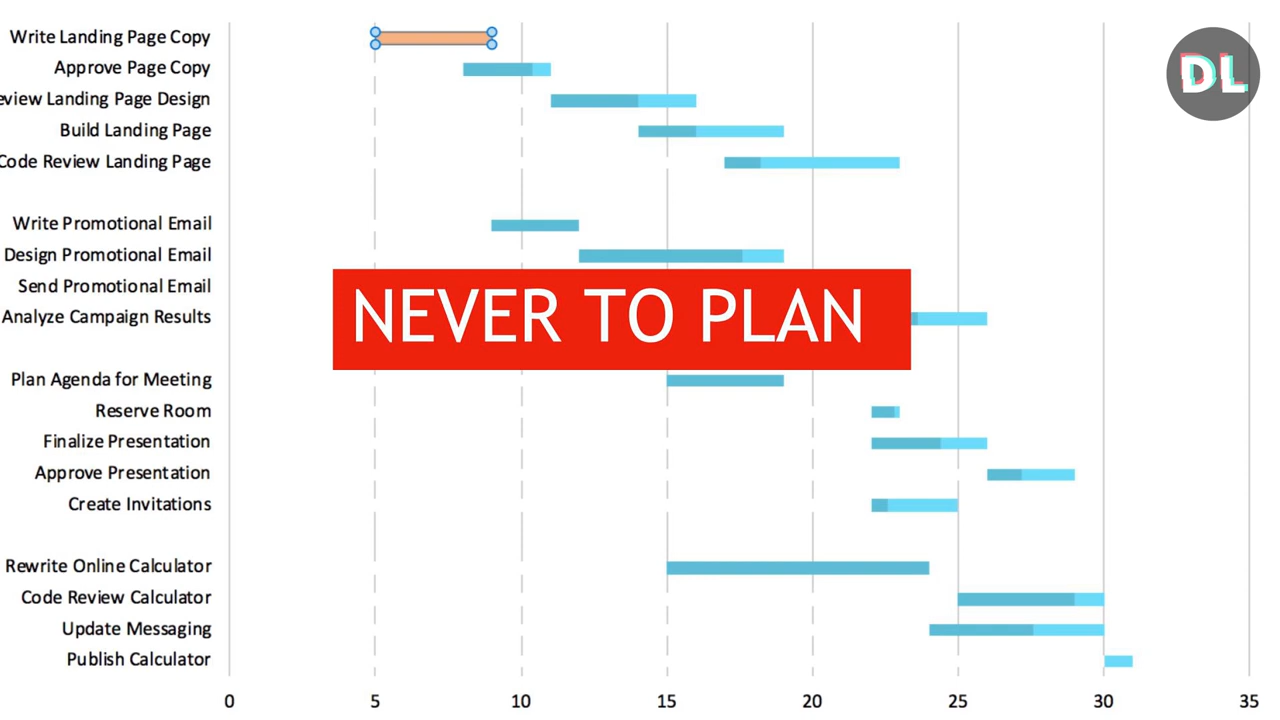 Write Landing Page Copy
Approve Page Copy
eview Landing Page Design
Build Landing Page
Code Review Landing Page
Write Promotional Email
Design Promotional Email
Send Promotional Email
Analyze Campaign Results
NEVER TO PLAN
Plan Agenda for Meeting
Reserve Room
Finalize Presentation
Approve Presentation
Create Invitations
Rewrite Online Calculator
Code Review Calculator
Update Messaging
Publish Calculator
0 5 10 15 20 25 30 35
DL